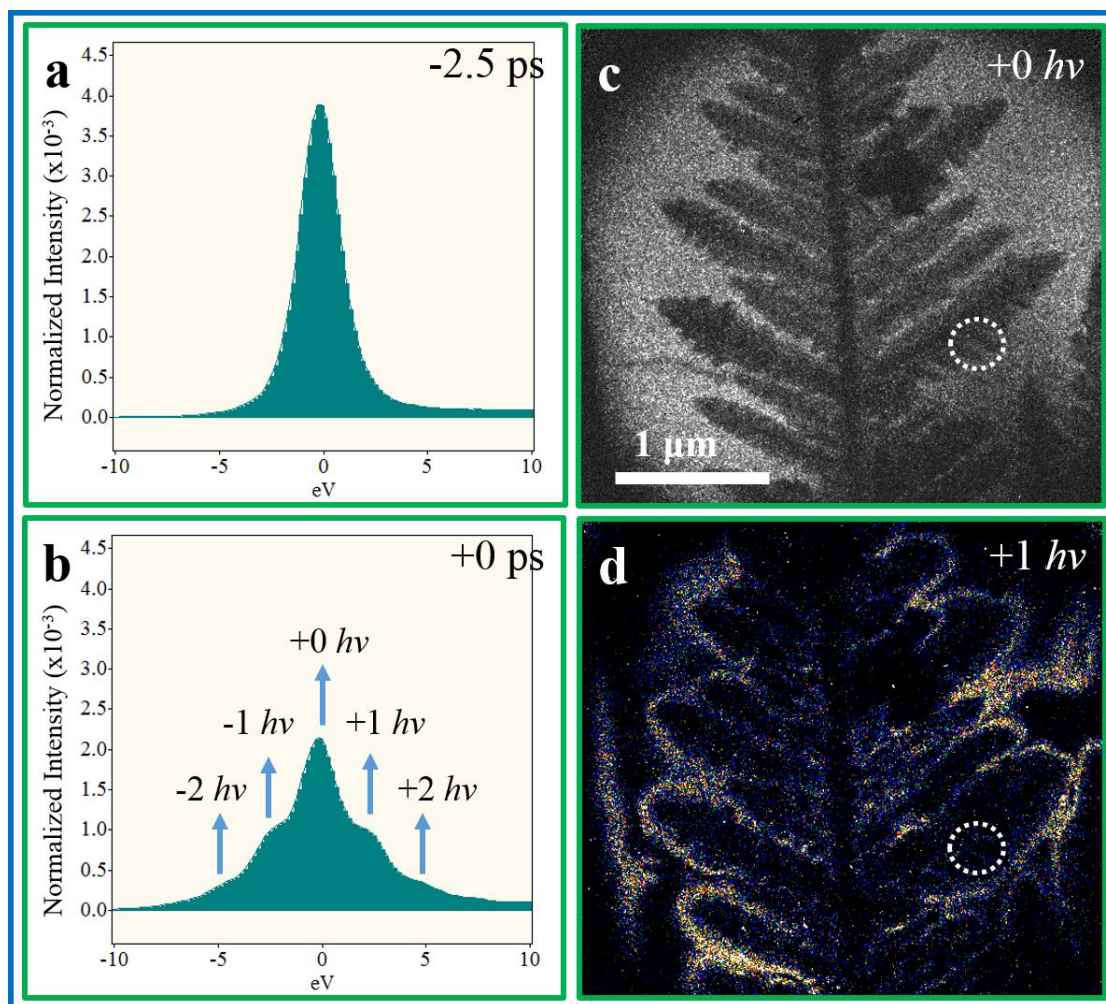 a
-2.5 ps
Normalized Intensity (x10-3)
4.5
4.0
3.5
3.0
2.5
2.0
1.5
1.0
0.5
0.0
-10
-5
0
5
10
eV
b
+0 ps
Normalized Intensity (x10-3)
4.5
4.0
3.5
3.0
2.5
2.0
1.5
1.0
0.5
0.0
+0 hv
-1 hv
+1 hv
-2 hv
+2 hv
-10
-5
0
5
10
eV
c
+0 hv
1 μm
d
+1 hv